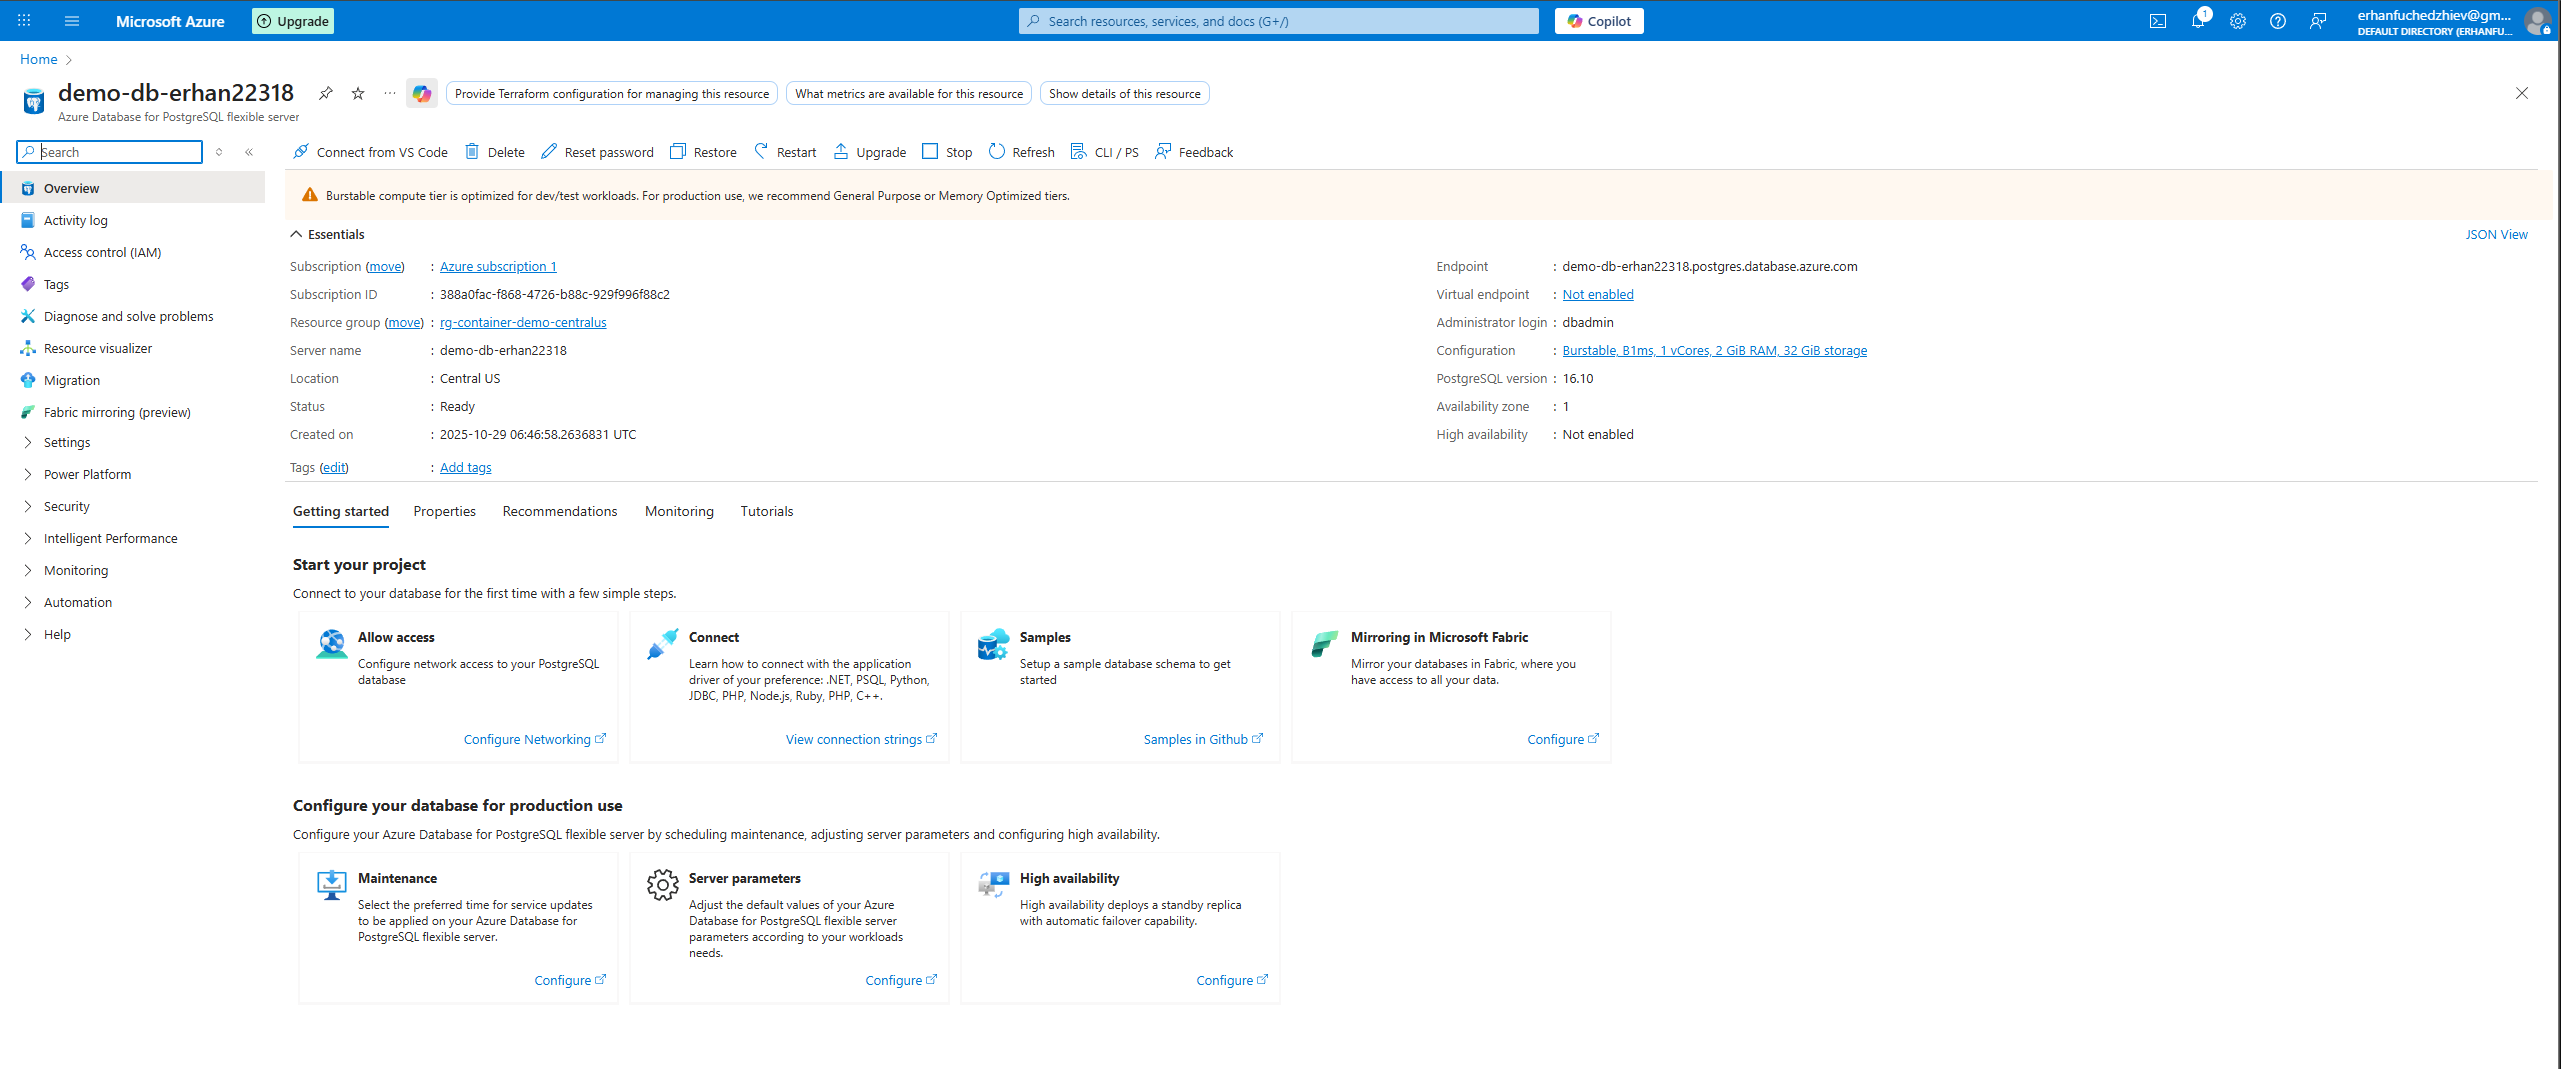 Microsoft Azure
Upgrade
Search resources, services, and docs (G+/)
Copilot
1
erhanfuchedzhiev@gm...
DEFAULT DIRECTORY (ERHANFU...
Home
demo-db-erhan22318
Azure Database for PostgreSQL flexible server
Provide Terraform configuration for managing this resource
What metrics are available for this resource
Show details of this resource
Search
Connect from VS Code
Delete
Reset password
Restore
Restart
Upgrade
Stop
Refresh
CLI / PS
Feedback
Overview
Activity log
Access control (IAM)
Tags
Diagnose and solve problems
Resource visualizer
Migration
Fabric mirroring (preview)
Settings
Power Platform
Security
Intelligent Performance
Monitoring
Automation
Help
Burstable compute tier is optimized for dev/test workloads. For production use, we recommend General Purpose or Memory Optimized tiers.
Essentials
JSON View
Subscription (move) : Azure subscription 1
Subscription ID : 388a0fac-f868-4726-b88c-929f996f88c2
Resource group (move) : rg-container-demo-centralus
Server name : demo-db-erhan22318
Location : Central US
Status : Ready
Created on : 2025-10-29 06:46:58.2636831 UTC
Tags (edit) : Add tags
Endpoint : demo-db-erhan22318.postgres.database.azure.com
Virtual endpoint : Not enabled
Administrator login : dbadmin
Configuration : Burstable, B1ms, 1 vCores, 2 GiB RAM, 32 GiB storage
PostgreSQL version : 16.10
Availability zone : 1
High availability : Not enabled
Getting started
Properties
Recommendations
Monitoring
Tutorials
Start your project
Connect to your database for the first time with a few simple steps.
Allow access
Configure network access to your PostgreSQL
database
Configure Networking
Connect
Learn how to connect with the application
driver of your preference: .NET, PSQL, Python,
JDBC, PHP, Node.js, Ruby, PHP, C++.
View connection strings
Samples
Setup a sample database schema to get
started
Samples in Github
Mirroring in Microsoft Fabric
Mirror your databases in Fabric, where you
have access to all your data.
Configure
Configure your database for production use
Configure your Azure Database for PostgreSQL flexible server by scheduling maintenance, adjusting server parameters and configuring high availability.
Maintenance
Select the preferred time for service updates
to be applied on your Azure Database for
PostgreSQL flexible server.
Configure
Server parameters
Adjust the default values of your Azure
Database for PostgreSQL flexible server
parameters according to your workloads
needs.
Configure
High availability
High availability deploys a standby replica
with automatic failover capability.
Configure